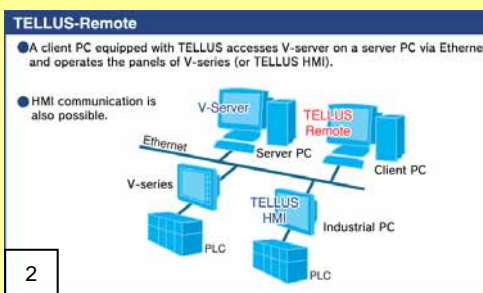 TELLUS-Remote
●A client PC equipped with TELLUS accesses V-server on a server PC via Etherne
and operates the panels of V-series (or TELLUS HMI).
●HMI communication is
also possible.
V-Server
TELLUS
Remote
Ethernet
Server PC
Client PC
V-series
TELLUS
HMI
Industrial PC
PLC
PLC
2